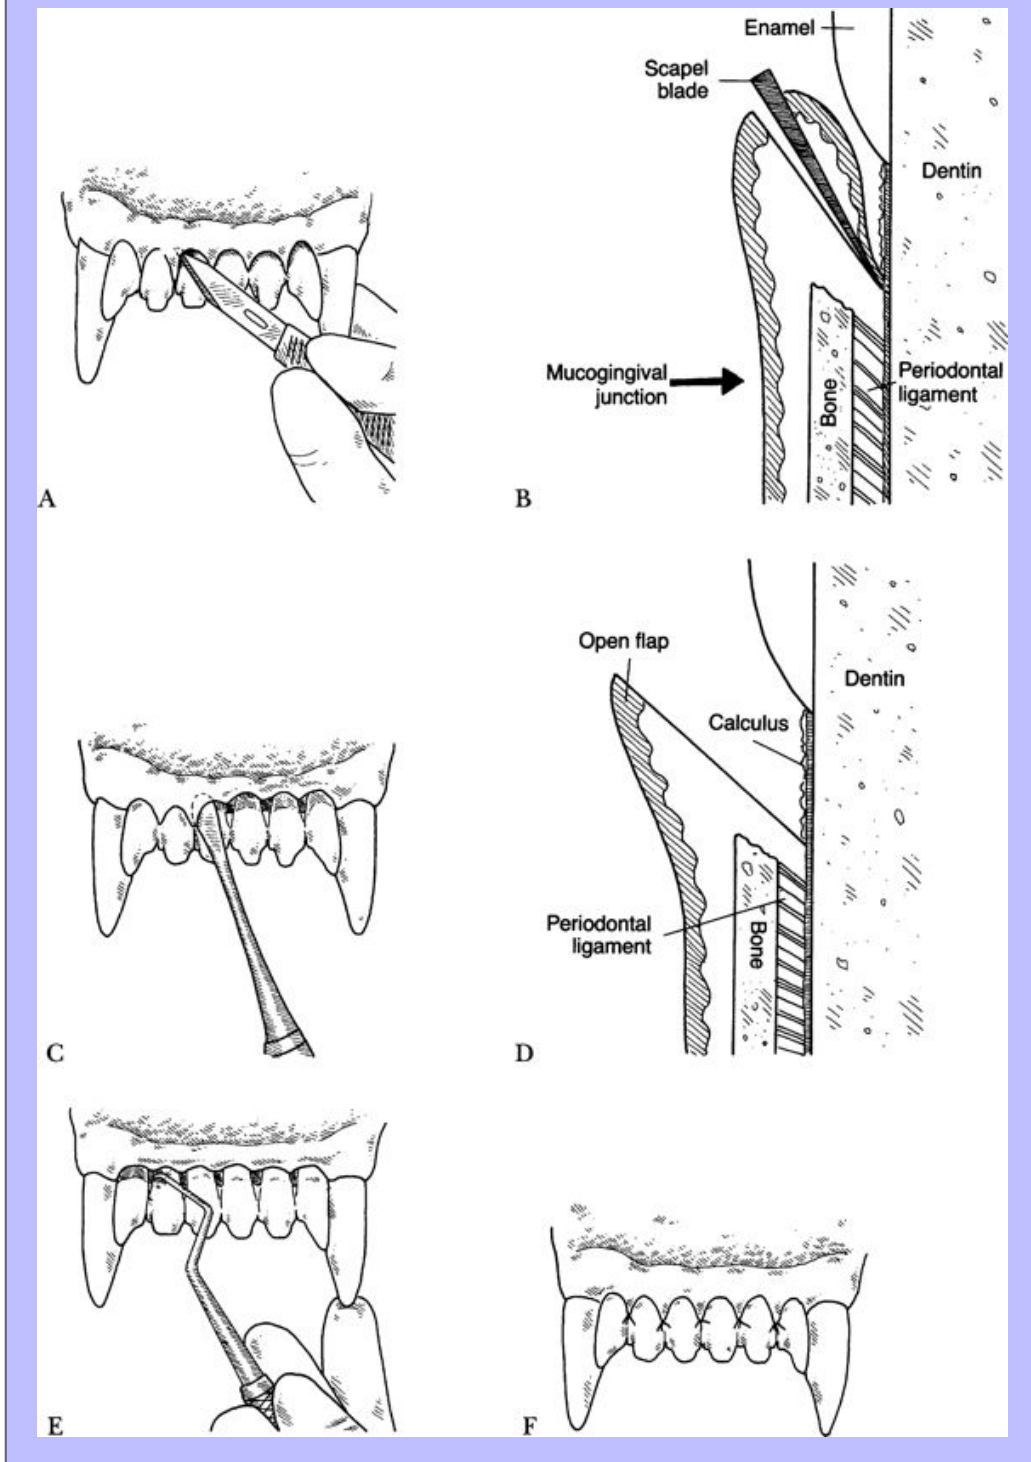 Enamel
Scapel
blade
Dentin
Mucogingival
junction
Bone
Periodontal
ligament
A
B
Open flap
Dentin
Calculus
Periodontal
ligament
Bone
C
D
E
F